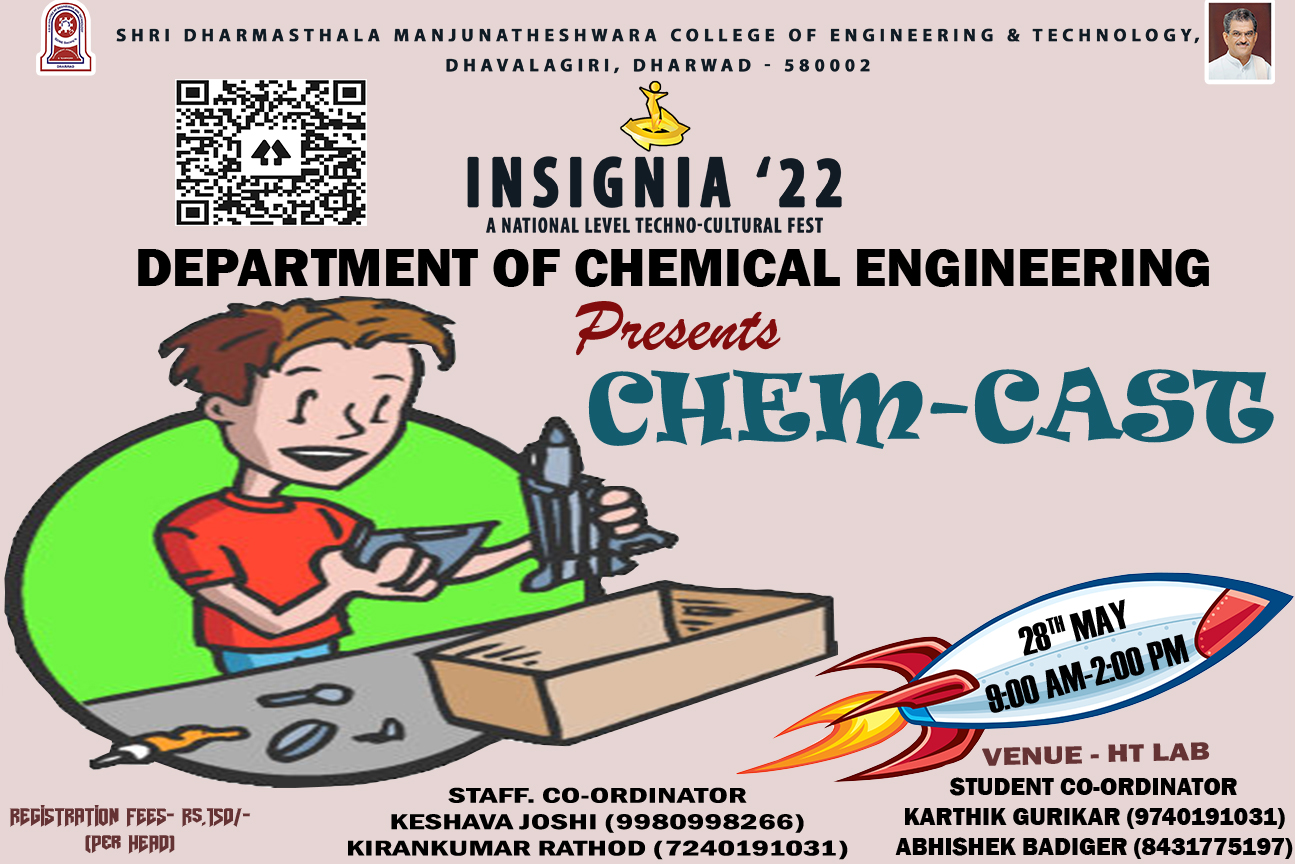 SHRI DHARMASTHALA MANJUNATHESHWARA COLLEGE OF ENGINEERING & TECHNOLOGY,
DHAVALAGIRI, DHARWAD - 580002
INSIGNIA ‘22
A NATIONAL LEVEL TECHNO-CULTURAL FEST
DEPARTMENT OF CHEMICAL ENGINEERING
Presents
CHEM-CAST
28TH MAY
9:00 AM-2:00 PM
VENUE - HT LAB
STUDENT CO-ORDINATOR
KARTHIK GURIKAR (9740191031)
ABHISHEK BADIGER (8431775197)
STAFF. CO-ORDINATOR
KESHAVA JOSHI (9980998266)
KIRANKUMAR RATHOD (7240191031)
REGISTRATION FEES- RS.150/-
(PER HEAD)